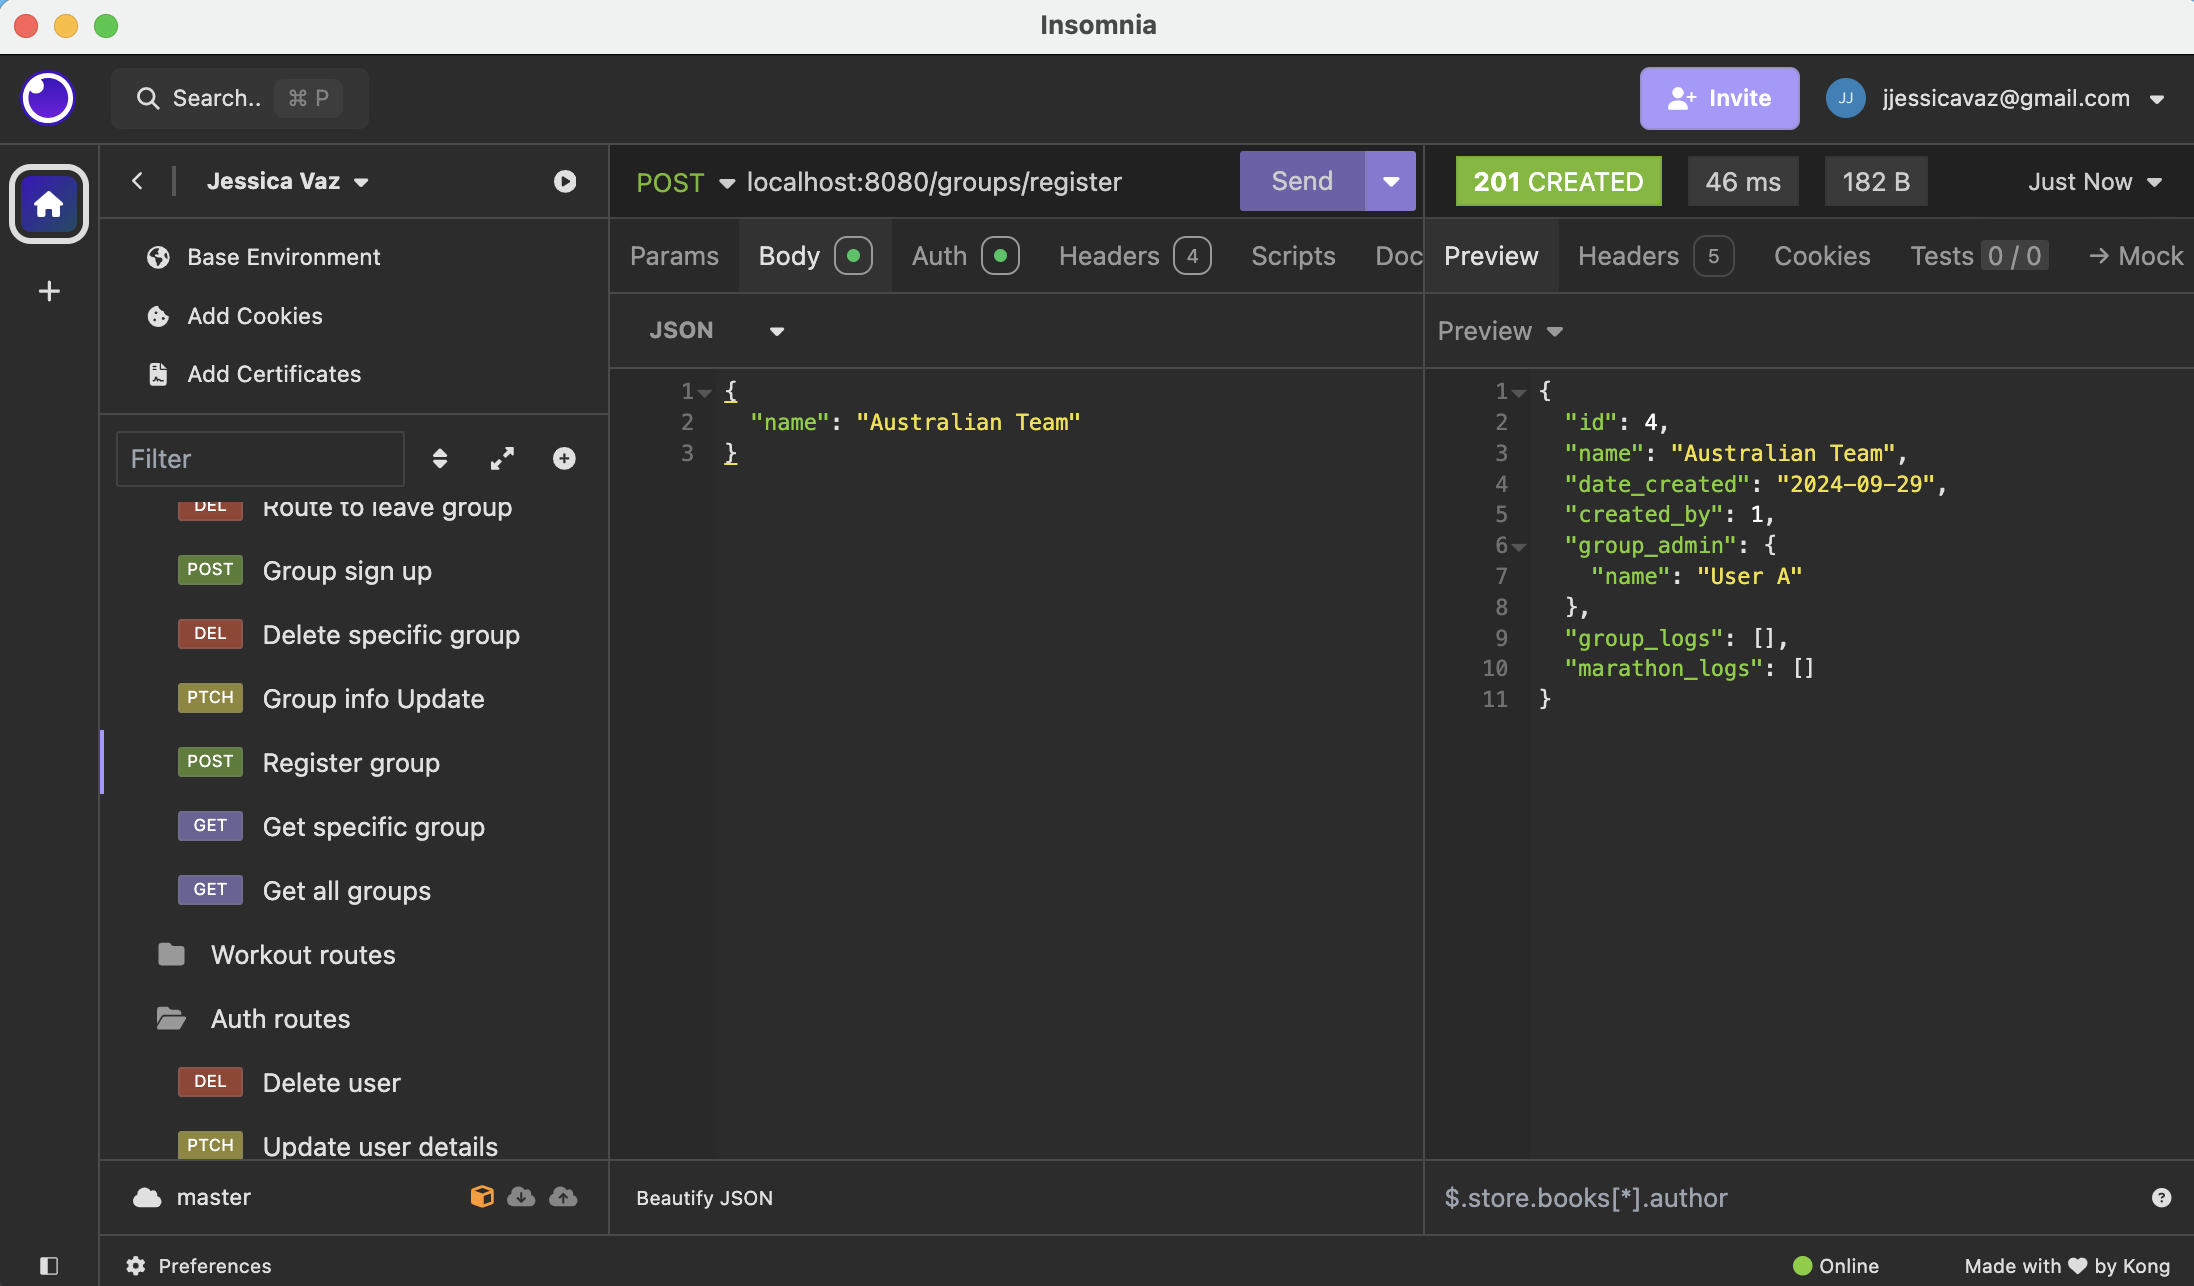 Insomnia
Search.. ⌘ P
Invite
JJ jjessicavaz@gmail.com
Jessica Vaz
Base Environment
Add Cookies
Add Certificates
Filter
DEL Route to leave group
POST Group sign up
DEL Delete specific group
PTCH Group info Update
POST Register group
GET Get specific group
GET Get all groups
Workout routes
Auth routes
DEL Delete user
PTCH Update user details
master
Preferences
POST localhost:8080/groups/register Send
Params Body Auth Headers 4 Scripts Doc
JSON
1 {
2 "name": "Australian Team"
3 }
Beautify JSON
201 CREATED 46 ms 182 B Just Now
Preview Headers 5 Cookies Tests 0 / 0 → Mock
Preview
1 {
2 "id": 4,
3 "name": "Australian Team",
4 "date_created": "2024-09-29",
5 "created_by": 1,
6 "group_admin": {
7 "name": "User A"
8 },
9 "group_logs": [],
10 "marathon_logs": []
11 }
$.store.books[*].author
Online Made with ♥ by Kong